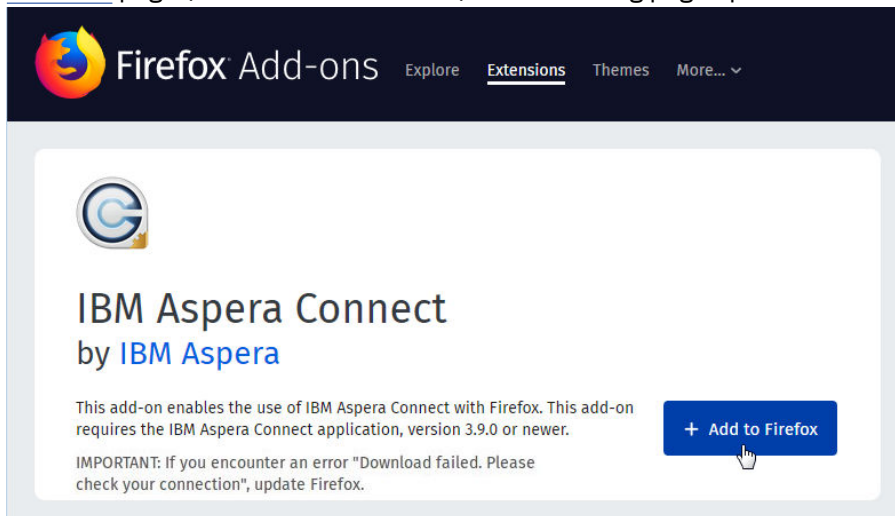 Firefox Add-ons Explore Extensions Themes More...
IBM Aspera Connect
by IBM Aspera
This add-on enables the use of IBM Aspera Connect with Firefox. This add-on
requires the IBM Aspera Connect application, version 3.9.0 or newer.
+ Add to Firefox
IMPORTANT: If you encounter an error "Download failed. Please
check your connection", update Firefox.